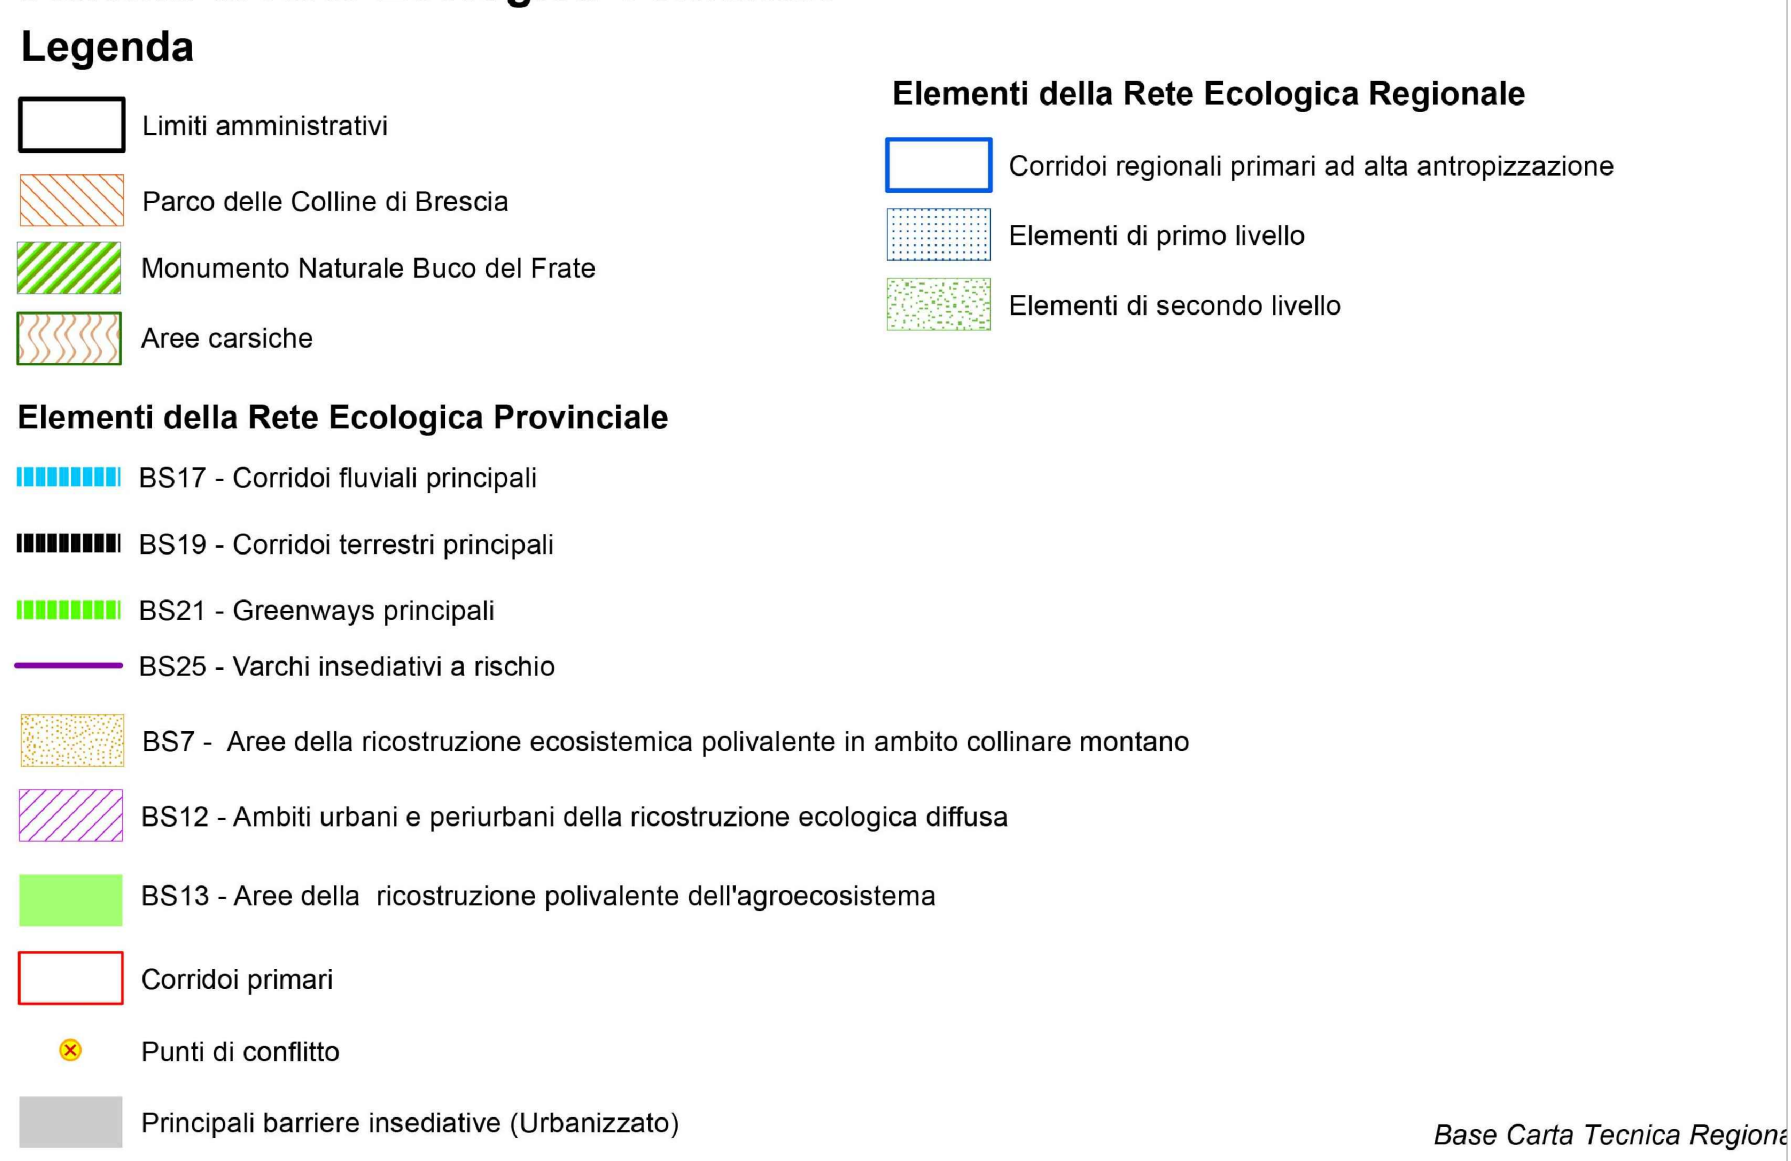 Legenda
Limiti amministrativi
Parco delle Colline di Brescia
Monumento Naturale Buco del Frate
Aree carsiche
Elementi della Rete Ecologica Regionale
Corridoi regionali primari ad alta antropizzazione
Elementi di primo livello
Elementi di secondo livello
Elementi della Rete Ecologica Provinciale
BS17 - Corridoi fluviali principali
BS19 - Corridoi terrestri principali
BS21 - Greenways principali
BS25 - Varchi insediativi a rischio
BS7 - Aree della ricostruzione ecosistemica polivalente in ambito collinare montano
BS12 - Ambiti urbani e periurbani della ricostruzione ecologica diffusa
BS13 - Aree della ricostruzione polivalente dell'agroecosistema
Corridoi primari
Punti di conflitto
Principali barriere insediative (Urbanizzato)
Base Carta Tecnica Regiona